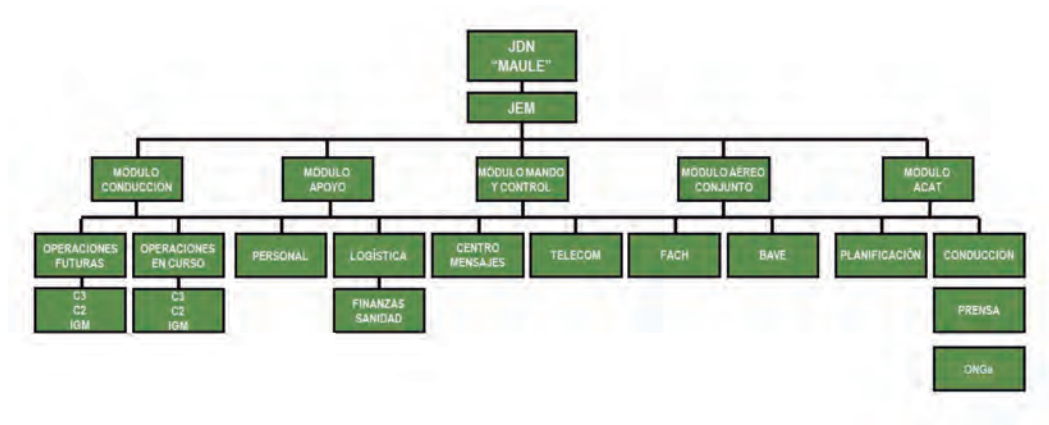 JDN
“MAULE”
JEM
MÓDULO
CONDUCCIÓN
MÓDULO
APOYO
MÓDULO MANDO
Y CONTROL
MÓDULO AÉREO
CONJUNTO
MÓDULO
ACAT
OPERACIONES
FUTURAS
OPERACIONES
EN CURSO
PERSONAL
LOGÍSTICA
CENTRO
MENSAJES
TELECOM
FACH
BAVE
PLANIFICACIÓN
CONDUCCIÓN
C3
C2
IGM
C3
C2
IGM
FINANZAS
SANIDAD
PRENSA
ONGs